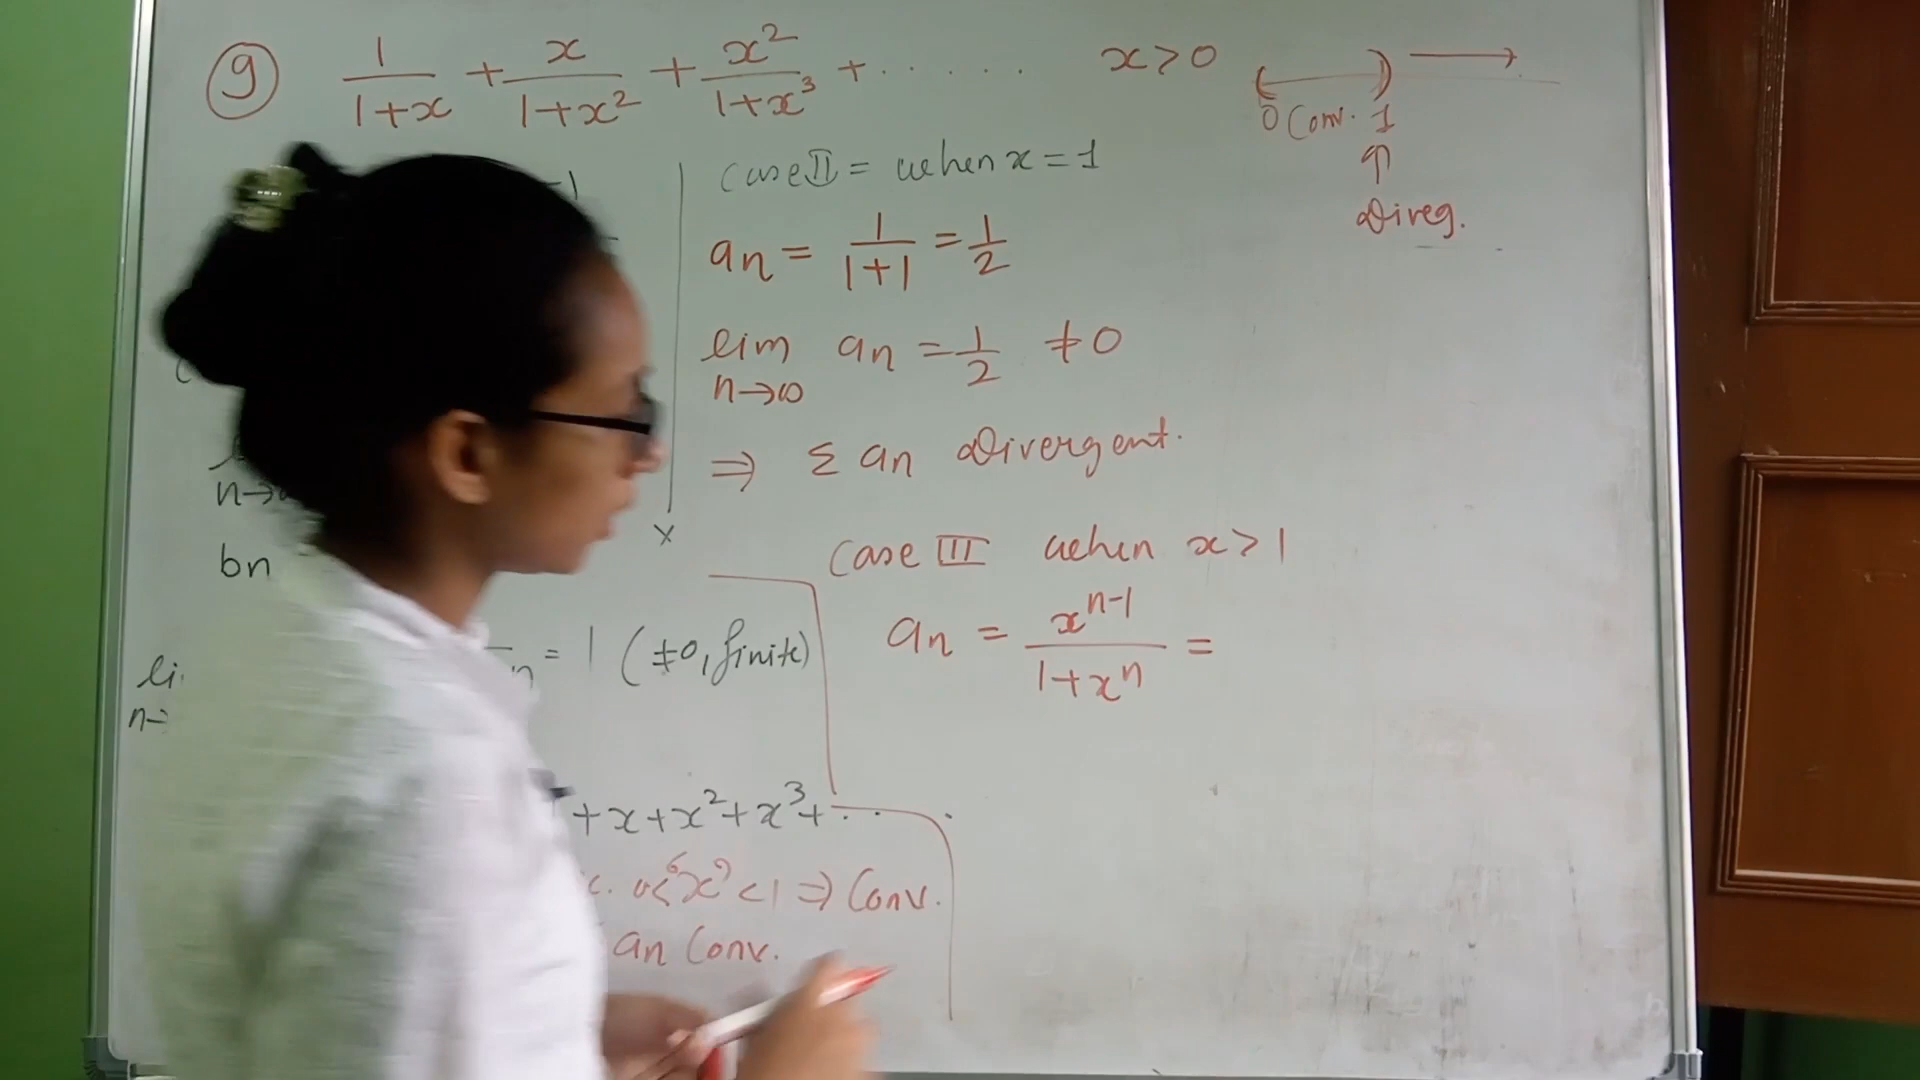 9 1/(1+x) + x/(1+x²) + x²/(1+x³) + ...... x>0
0 Conv. 1
↑
Diverg.
Case II = when x=1
an = 1/(1+1) = 1/2
lim n→∞ an = 1/2 ≠0
⇒ Σ an Divergent.
bn
= 1 (≠0, finite)
+x+x²+x³+...
0<x<1 ⇒ Conv.
an Conv.
Case III when x>1
an = x^(n-1)/(1+x^n) =